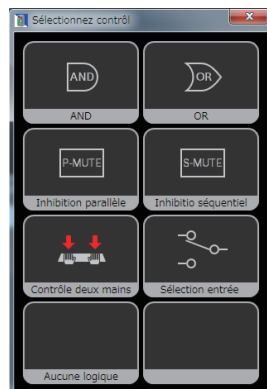 Sélectionnez contrôl
AND
OR
AND
OR
P-MUTE
S-MUTE
Inhibition parallèle
Inhibitio séquentiel
Contrôle deux mains
Sélection entrée
Aucune logique